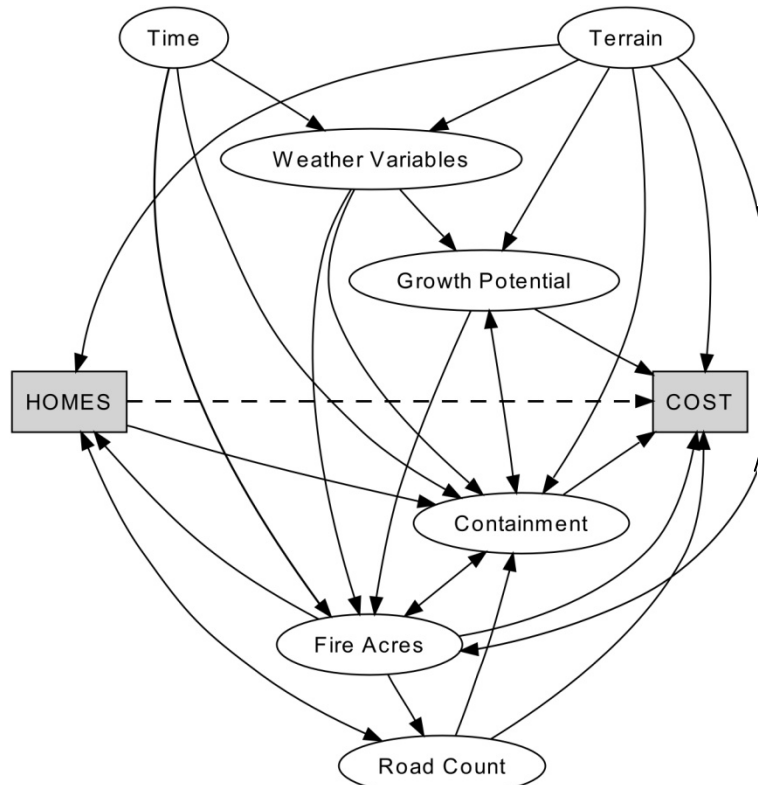 Time
Terrain
Weather Variables
Growth Potential
HOMES
COST
Containment
Fire Acres
Road Count